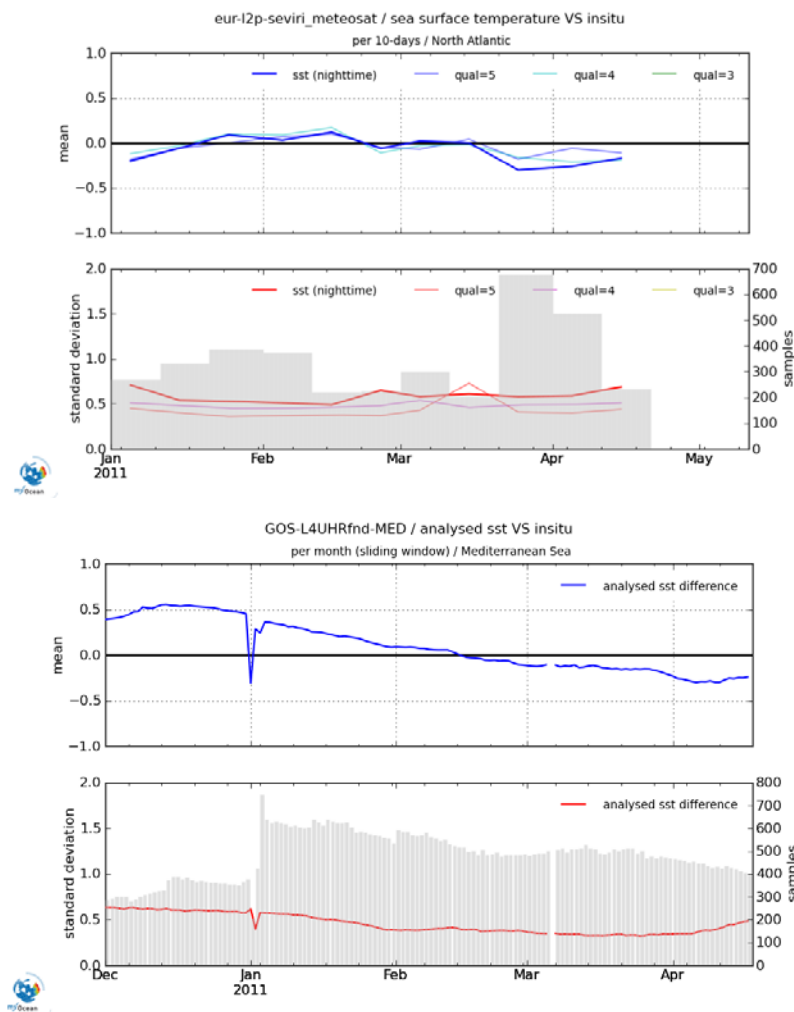 eur-l2p-seviri_meteosat / sea surface temperature VS insitu
per 10-days / North Atlantic
1.0
0.5
0.0
−0.5
−1.0
mean
sst (nighttime) qual=5 qual=4 qual=3
2.0
1.5
1.0
0.5
0.0
standard deviation
sst (nighttime) qual=5 qual=4 qual=3
700
600
500
400
300
200
100
0
samples
Jan Feb Mar Apr May
2011
myOcean
GOS-L4UHRfnd-MED / analysed sst VS insitu
per month (sliding window) / Mediterranean Sea
1.0
0.5
0.0
−0.5
−1.0
mean
analysed sst difference
2.0
1.5
1.0
0.5
0.0
standard deviation
analysed sst difference
800
700
600
500
400
300
200
100
0
samples
Dec Jan Feb Mar Apr
2011
myOcean